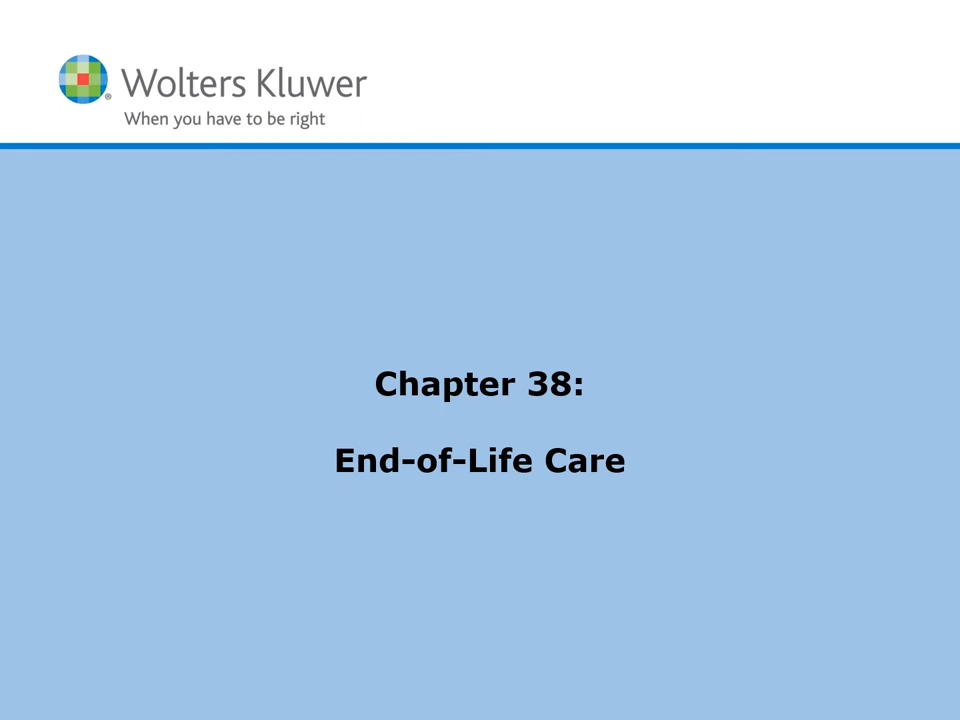 Wolters Kluwer
®
When you have to be right
Chapter 38:
End-of-Life Care